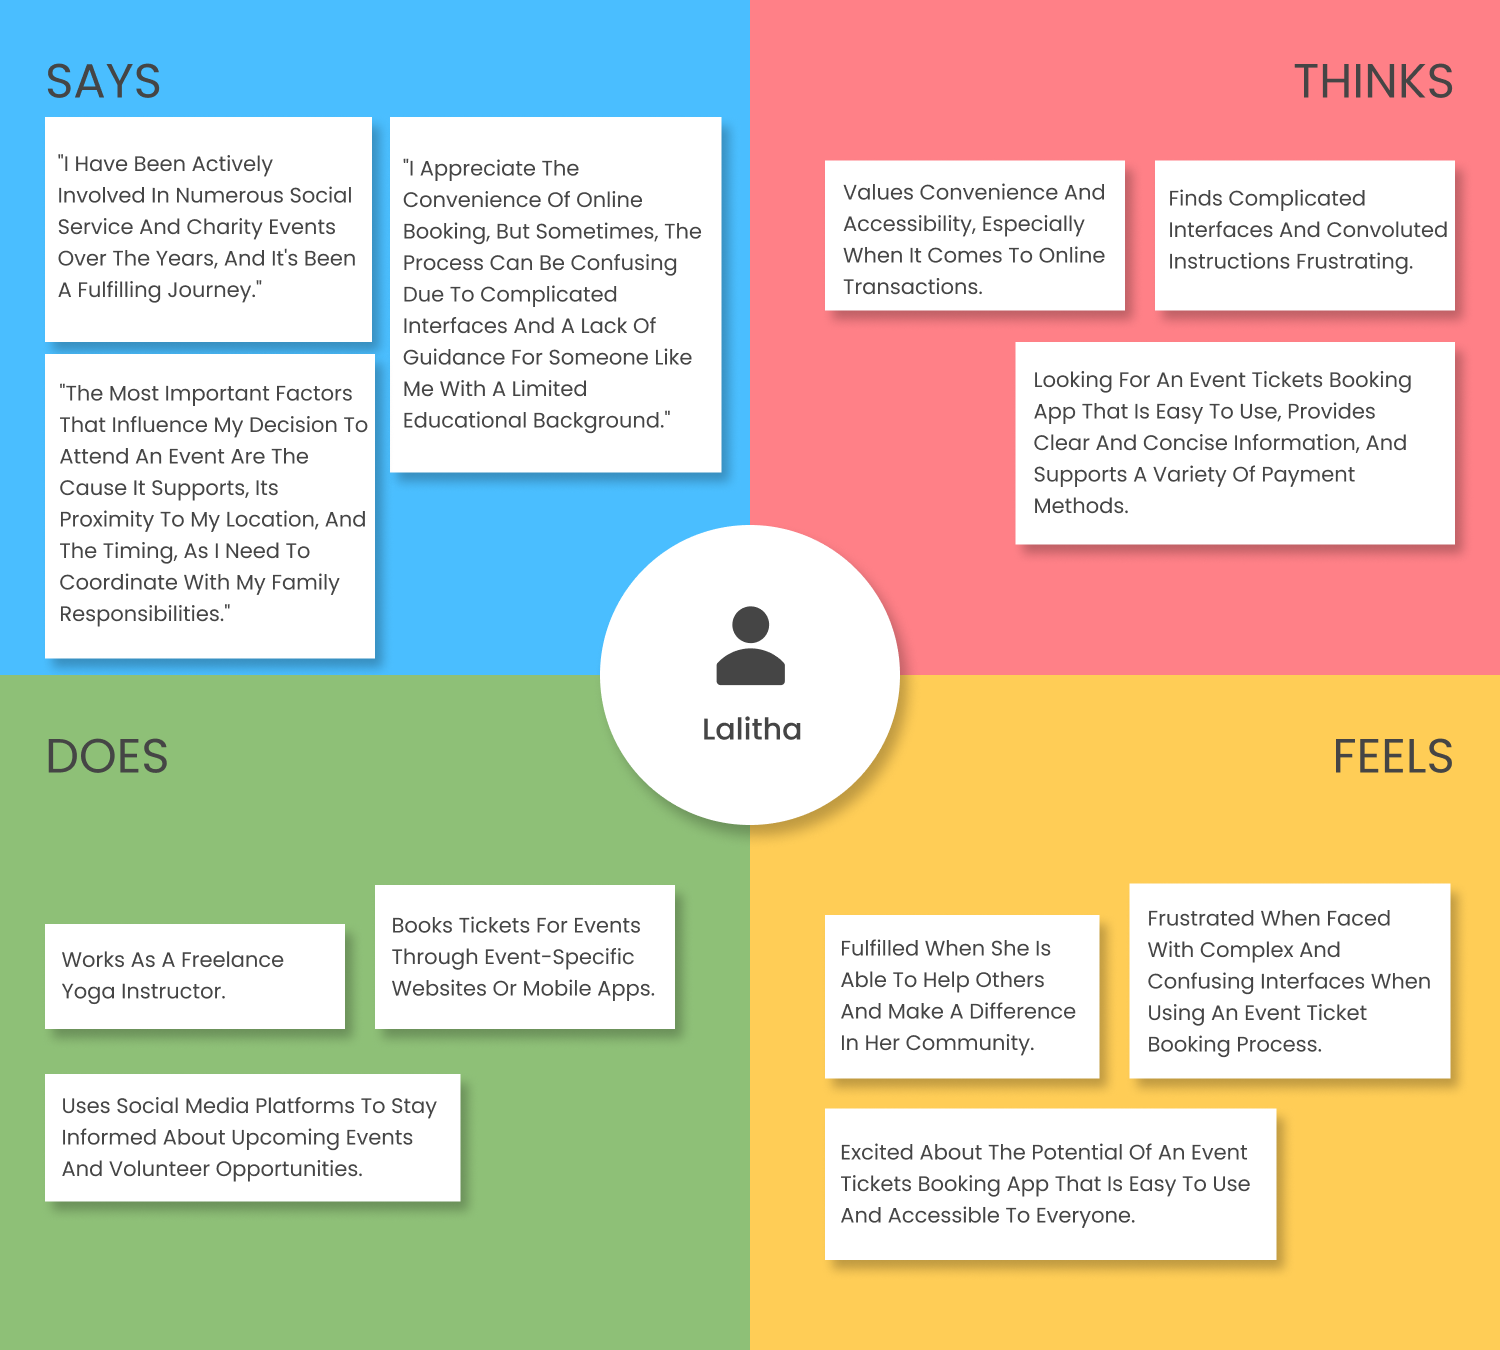 SAYS
"I Have Been Actively
Involved In Numerous Social
Service And Charity Events
Over The Years, And It's Been
A Fulfilling Journey."
"I Appreciate The
Convenience Of Online
Booking, But Sometimes, The
Process Can Be Confusing
Due To Complicated
Interfaces And A Lack Of
Guidance For Someone Like
Me With A Limited
Educational Background."
"The Most Important Factors
That Influence My Decision To
Attend An Event Are The
Cause It Supports, Its
Proximity To My Location, And
The Timing, As I Need To
Coordinate With My Family
Responsibilities."
THINKS
Values Convenience And
Accessibility, Especially
When It Comes To Online
Transactions.
Finds Complicated
Interfaces And Convoluted
Instructions Frustrating.
Looking For An Event Tickets Booking
App That Is Easy To Use, Provides
Clear And Concise Information, And
Supports A Variety Of Payment
Methods.
Lalitha
DOES
Works As A Freelance
Yoga Instructor.
Books Tickets For Events
Through Event-Specific
Websites Or Mobile Apps.
Uses Social Media Platforms To Stay
Informed About Upcoming Events
And Volunteer Opportunities.
FEELS
Fulfilled When She Is
Able To Help Others
And Make A Difference
In Her Community.
Frustrated When Faced
With Complex And
Confusing Interfaces When
Using An Event Ticket
Booking Process.
Excited About The Potential Of An Event
Tickets Booking App That Is Easy To Use
And Accessible To Everyone.